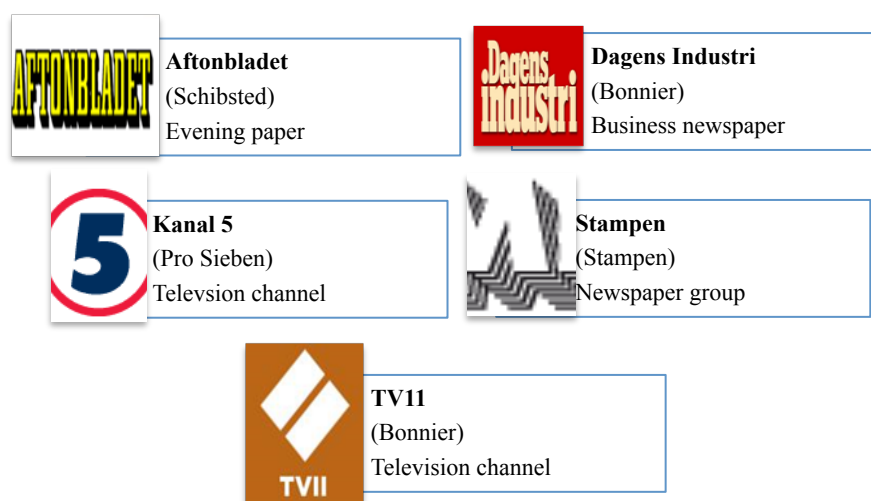 AFTONBLADET
Aftonbladet
(Schibsted)
Evening paper
Dagens
industri
Dagens Industri
(Bonnier)
Business newspaper
5
Kanal 5
(Pro Sieben)
Televsion channel
Stampen
(Stampen)
Newspaper group
TVII
TV11
(Bonnier)
Television channel